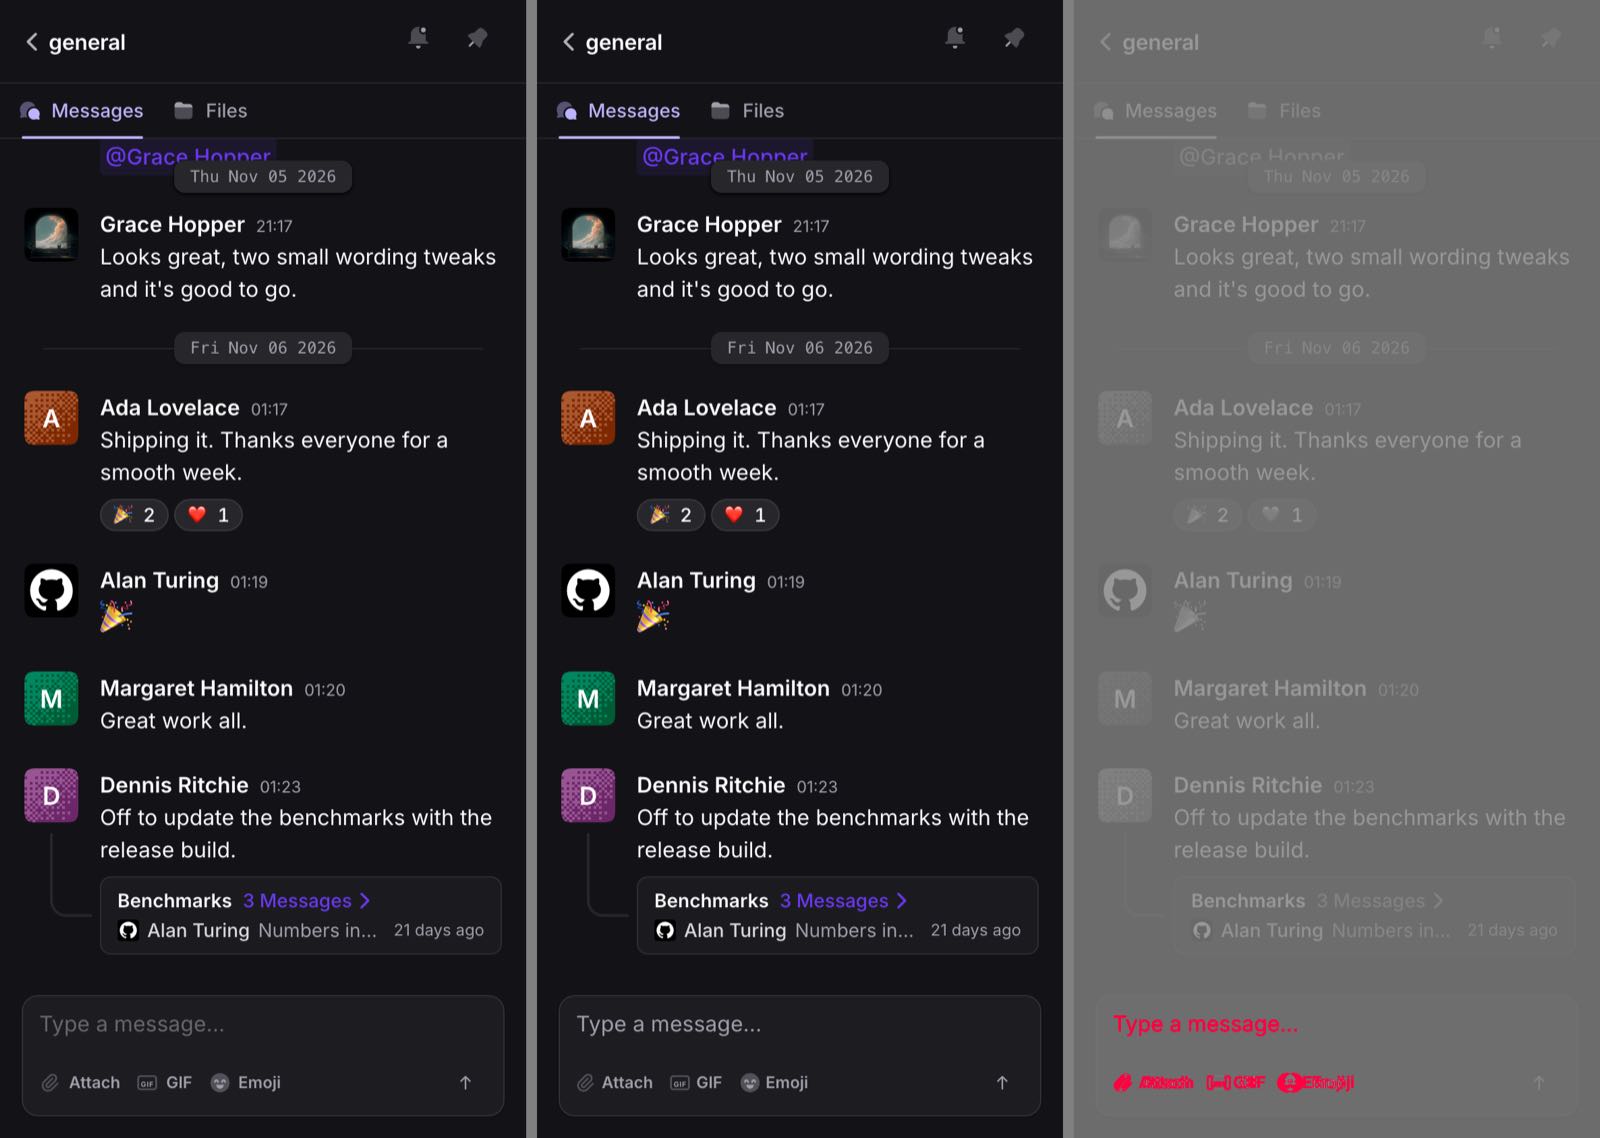 general
Messages Files
@Grace Hopper
Thu Nov 05 2026
Grace Hopper 21:17
Looks great, two small wording tweaks
and it's good to go.
Fri Nov 06 2026
A
Ada Lovelace 01:17
Shipping it. Thanks everyone for a
smooth week.
2 1
Alan Turing 01:19
M
Margaret Hamilton 01:20
Great work all.
D
Dennis Ritchie 01:23
Off to update the benchmarks with the
release build.
Benchmarks 3 Messages
Alan Turing Numbers in... 21 days ago
Type a message...
Attach GIF GIF Emoji
general
Messages Files
@Grace Hopper
Thu Nov 05 2026
Grace Hopper 21:17
Looks great, two small wording tweaks
and it's good to go.
Fri Nov 06 2026
A
Ada Lovelace 01:17
Shipping it. Thanks everyone for a
smooth week.
2 1
Alan Turing 01:19
M
Margaret Hamilton 01:20
Great work all.
D
Dennis Ritchie 01:23
Off to update the benchmarks with the
release build.
Benchmarks 3 Messages
Alan Turing Numbers in... 21 days ago
Type a message...
Attach GIF GIF Emoji
general
Messages Files
@Grace Hopper
Thu Nov 05 2026
Grace Hopper 21:17
Looks great, two small wording tweaks
and it's good to go.
Fri Nov 06 2026
A
Ada Lovelace 01:17
Shipping it. Thanks everyone for a
smooth week.
2 1
Alan Turing 01:19
M
Margaret Hamilton 01:20
Great work all.
D
Dennis Ritchie 01:23
Off to update the benchmarks with the
release build.
Benchmarks 3 Messages
Alan Turing Numbers in... 21 days ago
Type a message...